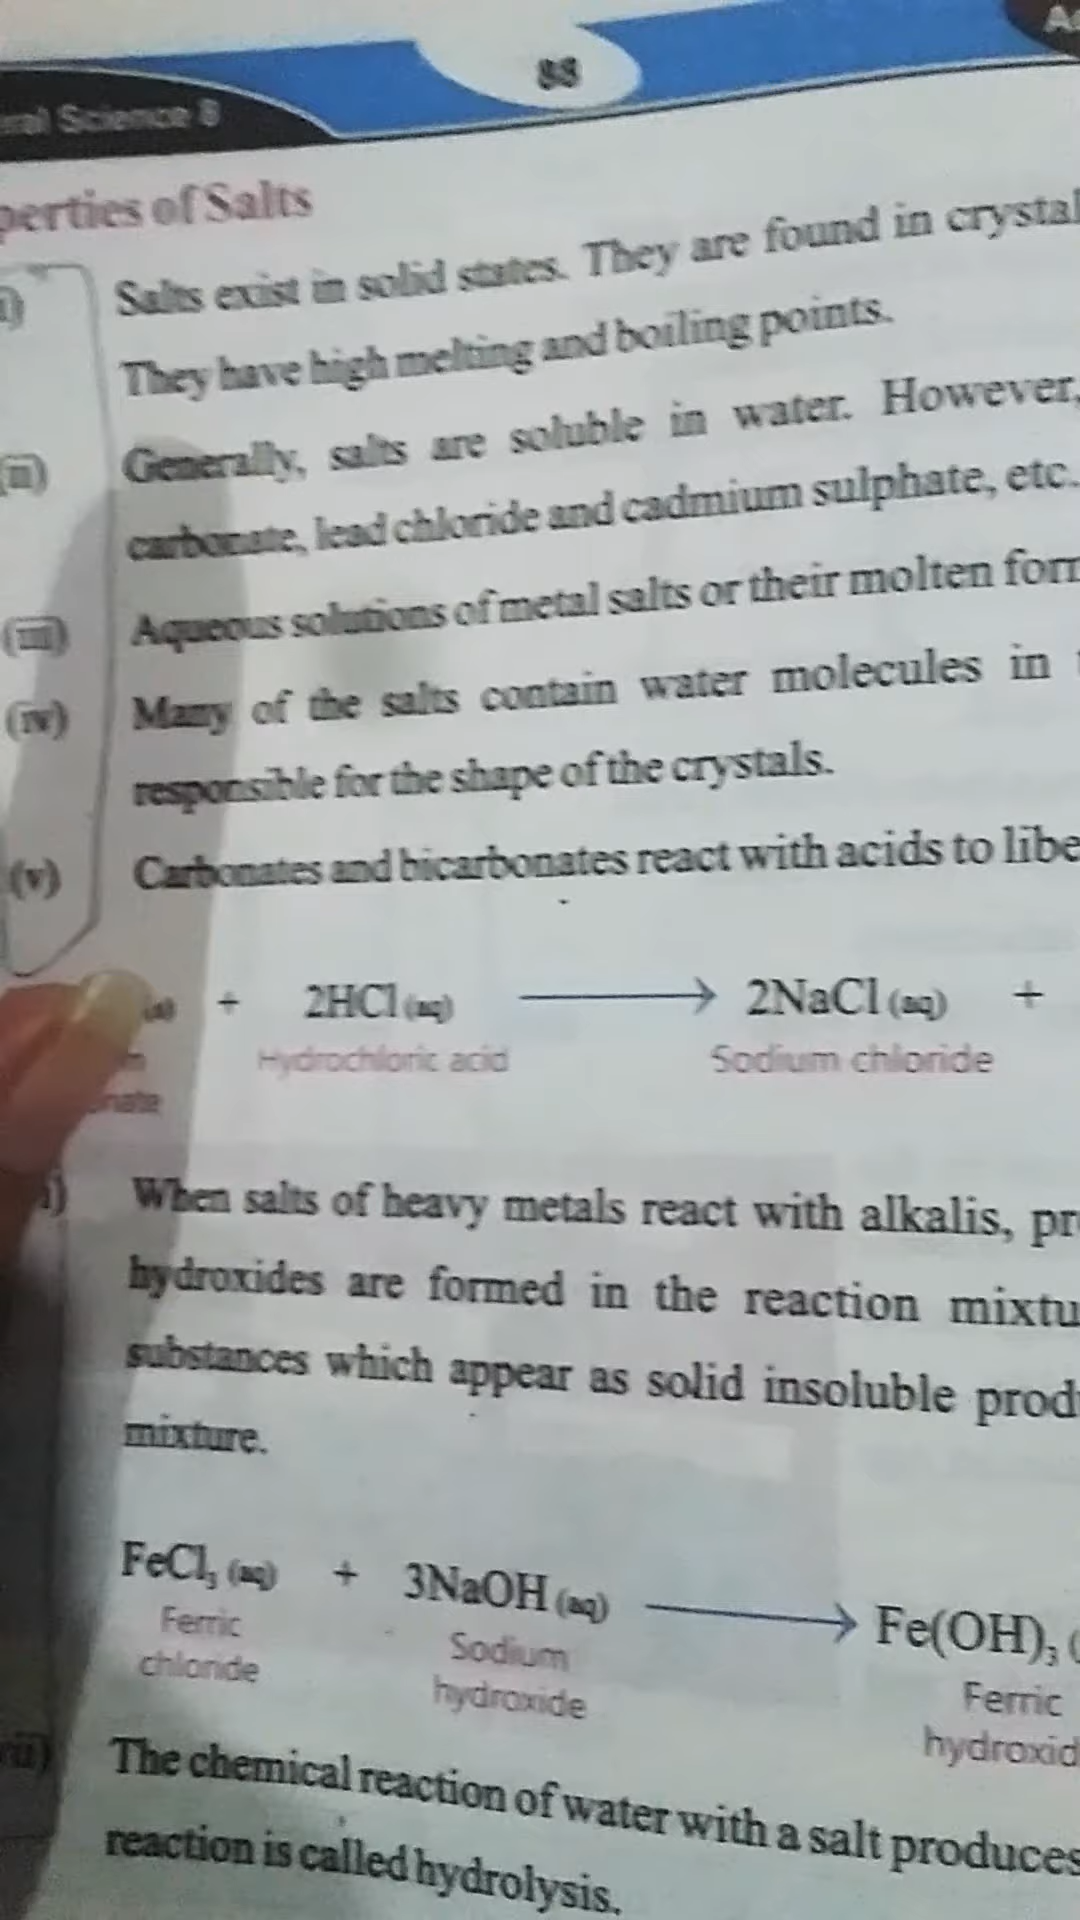 88
ral Science 8
perties of Salts
i) Salts exist in solid states. They are found in crystal
They have high melting and boiling points.
(ii) Generally, salts are soluble in water. However,
carbonate, lead chloride and cadmium sulphate, etc.
(iii) Aqueous solutions of metal salts or their molten for
(iv) Many of the salts contain water molecules in
responsible for the shape of the crystals.
(v) Carbonates and bicarbonates react with acids to libe
(s) + 2HCl (aq) ⟶ 2NaCl (aq) +
Hydrochloric acid Sodium chloride
onate
i) When salts of heavy metals react with alkalis, pr
hydroxides are formed in the reaction mixtu
substances which appear as solid insoluble prod
mixture.
FeCl₃ (aq) + 3NaOH (aq) ⟶ Fe(OH)₃ (
Ferric Sodium Ferric
chloride hydroxide hydroxid
vii) The chemical reaction of water with a salt produces
reaction is called hydrolysis.